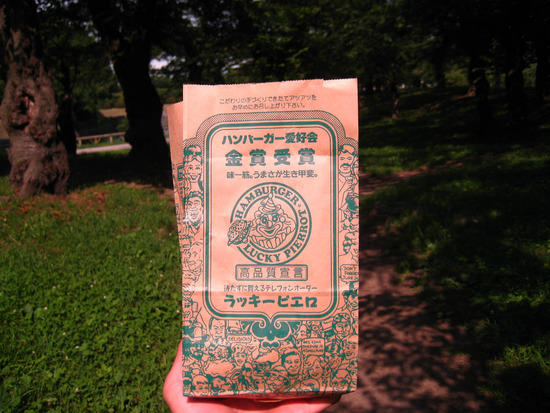 こだわりの手づくりできたてアツアツを
お早めにお召し上がり下さい。
ハンバーガー愛好会
金賞受賞
味一筋。うまさが生き甲斐。
HAMBURGER
LUCKY PIERROT
高品質宣言
待たずに買えるテレフォンオーダー
ラッキーピエロ
DELICIOUS